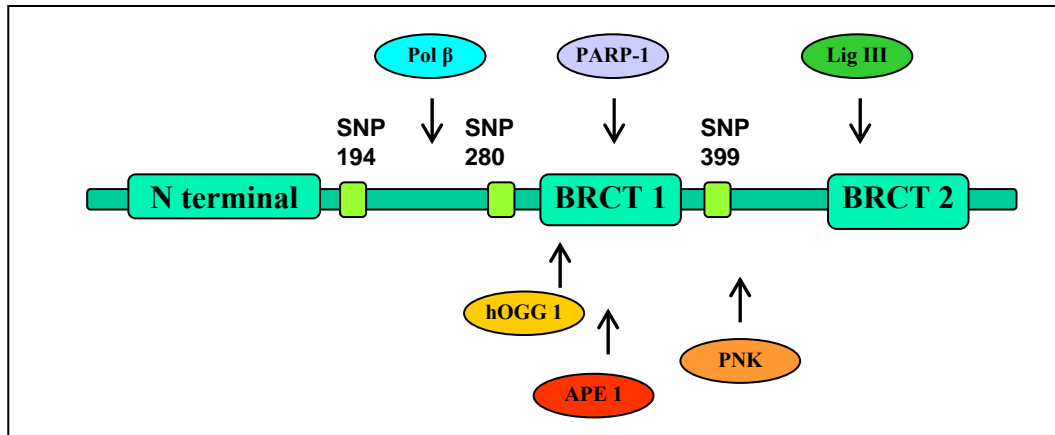 Pol β
PARP-1
Lig III
SNP
194
SNP
280
SNP
399
N terminal
BRCT 1
BRCT 2
hOGG 1
APE 1
PNK